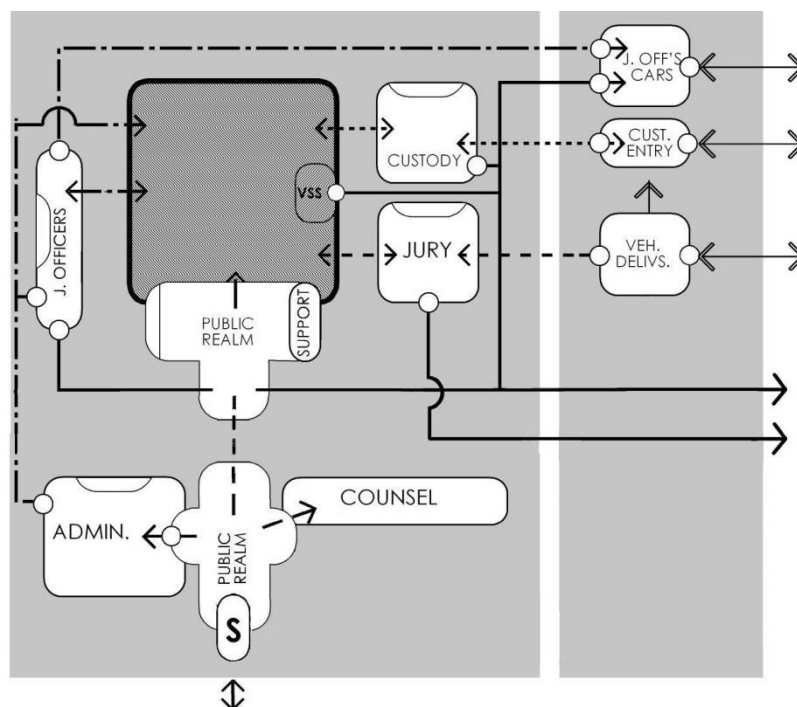 J. OFF'S
CARS
CUST.
ENTRY
CUSTODY
VSS
J. OFFICERS
JURY
VEH.
DELIVS.
PUBLIC
REALM
SUPPORT
ADMIN.
COUNSEL
PUBLIC
REALM
S